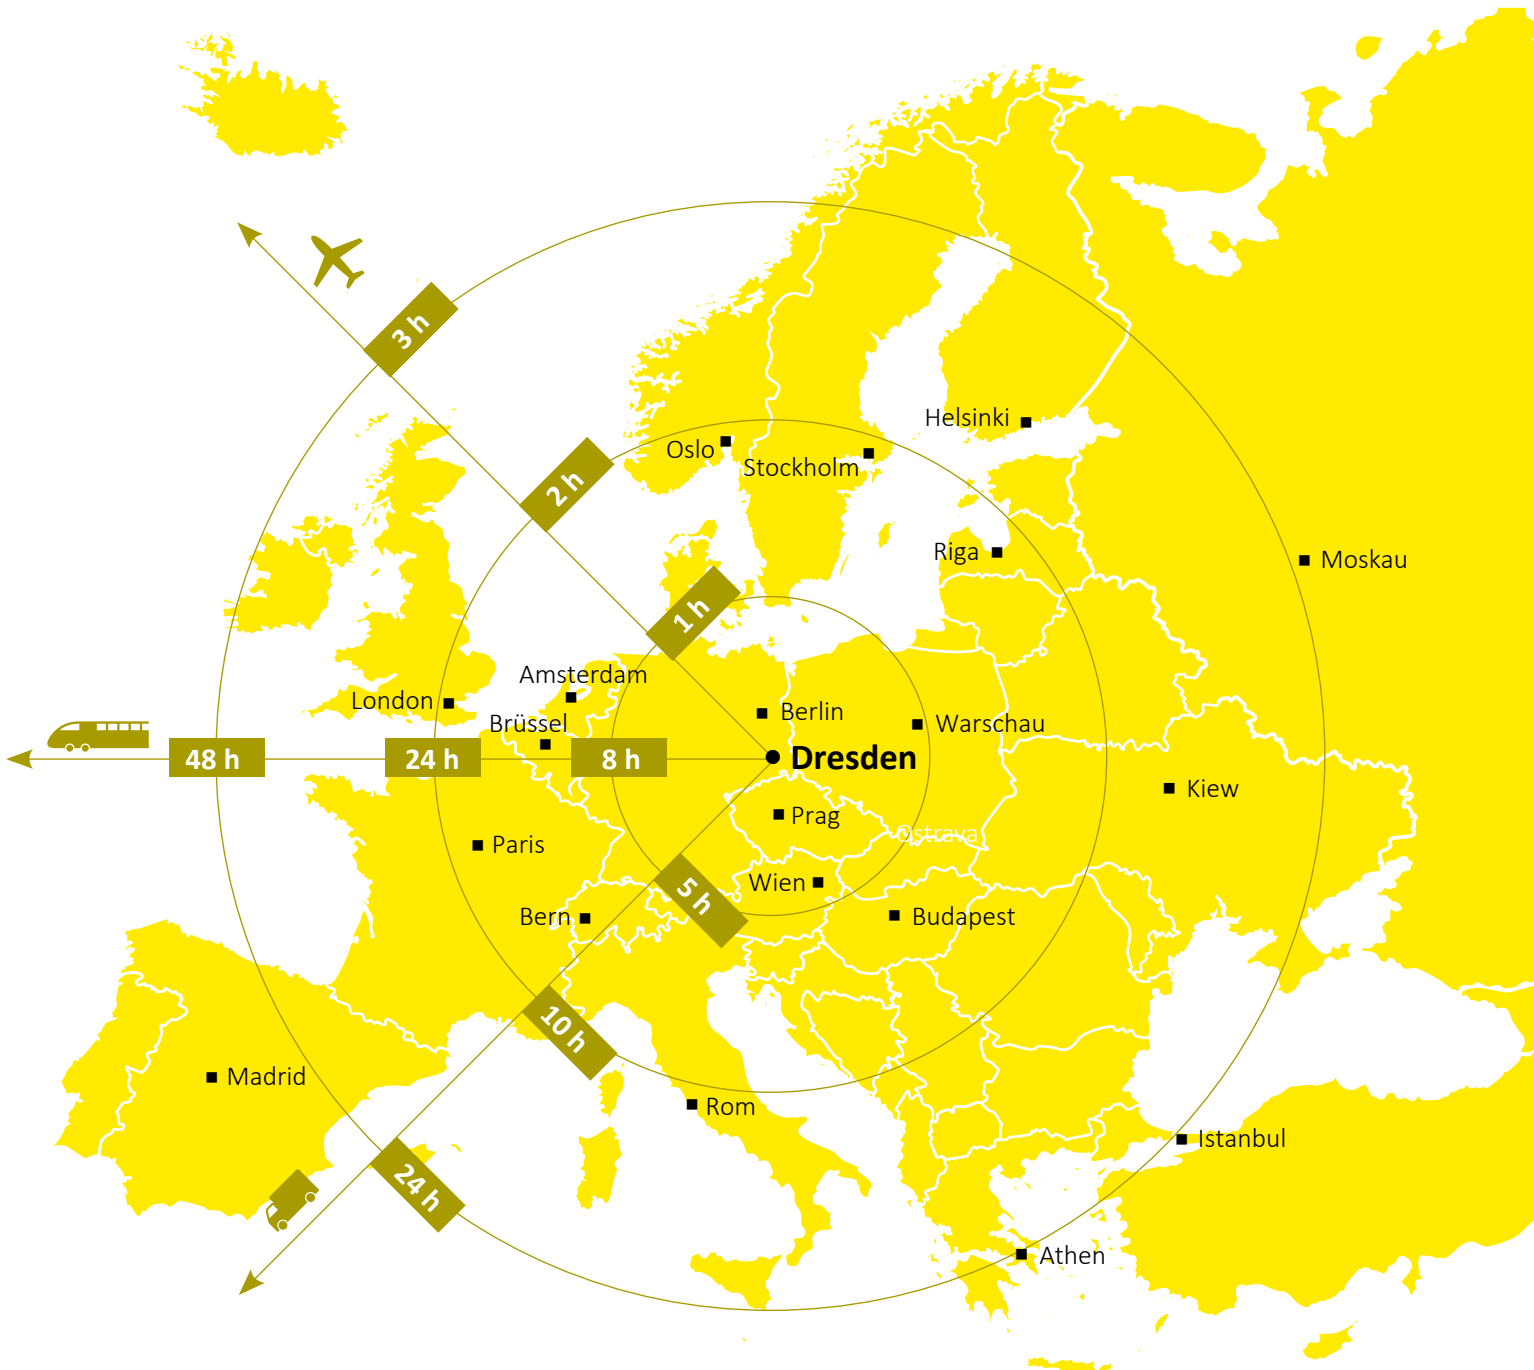 3 h
Helsinki
Oslo
Stockholm
2 h
Riga
Moskau
1 h
Amsterdam
London
Berlin
Brüssel
Warschau
48 h
24 h
8 h
Dresden
Kiew
Prag
Ostrava
Paris
Wien
5 h
Bern
Budapest
10 h
Madrid
Rom
Istanbul
24 h
Athen